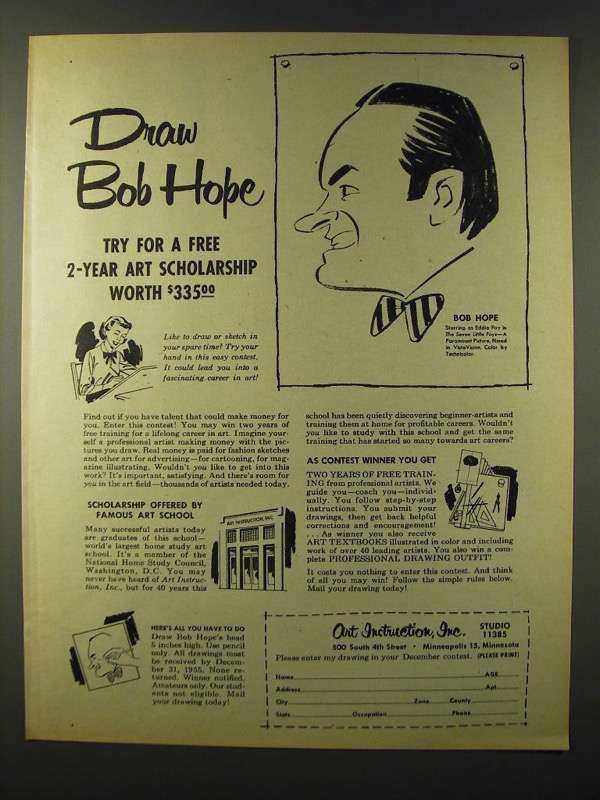 Draw
Bob Hope
TRY FOR A FREE
2-YEAR ART SCHOLARSHIP
WORTH $335.00
Like to draw or sketch in
your spare time? Try your
hand in this easy contest.
It could lead you into a
fascinating career in art!
BOB HOPE
Starring as Eddie Foy in
The Seven Little Foys—A
Paramount Picture, filmed
in VistaVision. Color by
Technicolor.
Find out if you have talent that could make money for
you. Enter this contest! You may win two years of
free training for a lifelong career in art. Imagine your-
self a professional artist making money with the pic-
tures you draw. Real money is paid for fashion sketches
and other art for advertising—for cartooning, for mag-
azine illustrating. Wouldn't you like to get into this
work? It's important, satisfying. And there's room for
you in the art field—thousands of artists needed today.
SCHOLARSHIP OFFERED BY
FAMOUS ART SCHOOL
Many successful artists today
are graduates of this school—
world's largest home study art
school. It's a member of the
National Home Study Council,
Washington, D.C. You may
never have heard of Art Instruc-
tion, Inc., but for 40 years this
ART INSTRUCTION, INC.
school has been quietly discovering beginner-artists and
training them at home for profitable careers. Wouldn't
you like to study with this school and get the same
training that has started so many towards art careers?
AS CONTEST WINNER YOU GET
TWO YEARS OF FREE TRAIN-
ING from professional artists. We
guide you—coach you—individ-
ually. You follow step-by-step
instructions. You submit your
drawings, then get back helpful
corrections and encouragement!
. . . As winner you also receive
ART TEXTBOOKS illustrated in color and including
work of over 40 leading artists. You also win a com-
plete PROFESSIONAL DRAWING OUTFIT!
It costs you nothing to enter this contest. And think
of all you may win! Follow the simple rules below.
Mail your drawing today!
HERE'S ALL YOU HAVE TO DO
Draw Bob Hope's head
5 inches high. Use pencil
only. All drawings must
be received by Decem-
ber 31, 1955. None re-
turned. Winner notified.
Amateurs only. Our stud-
ents not eligible. Mail
your drawing today!
Art Instruction, Inc. STUDIO
11385
500 South 4th Street • Minneapolis 15, Minnesota
Please enter my drawing in your December contest. (PLEASE PRINT)
Name AGE
Address Apt.
City Zone County
State Occupation Phone